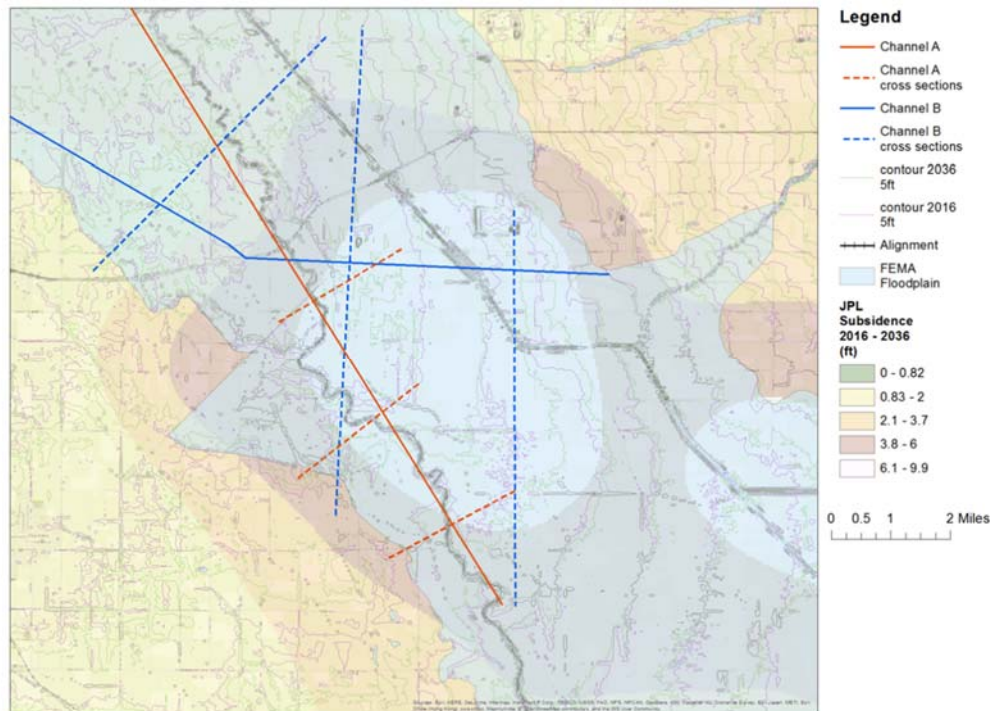 Legend
Channel A
Channel A
cross sections
Channel B
Channel B
cross sections
contour 2036
5ft
contour 2016
5ft
Alignment
FEMA
Floodplain
JPL
Subsidence
2016 - 2036
(ft)
0 - 0.82
0.83 - 2
2.1 - 3.7
3.8 - 6
6.1 - 9.9
0 0.5 1 2 Miles